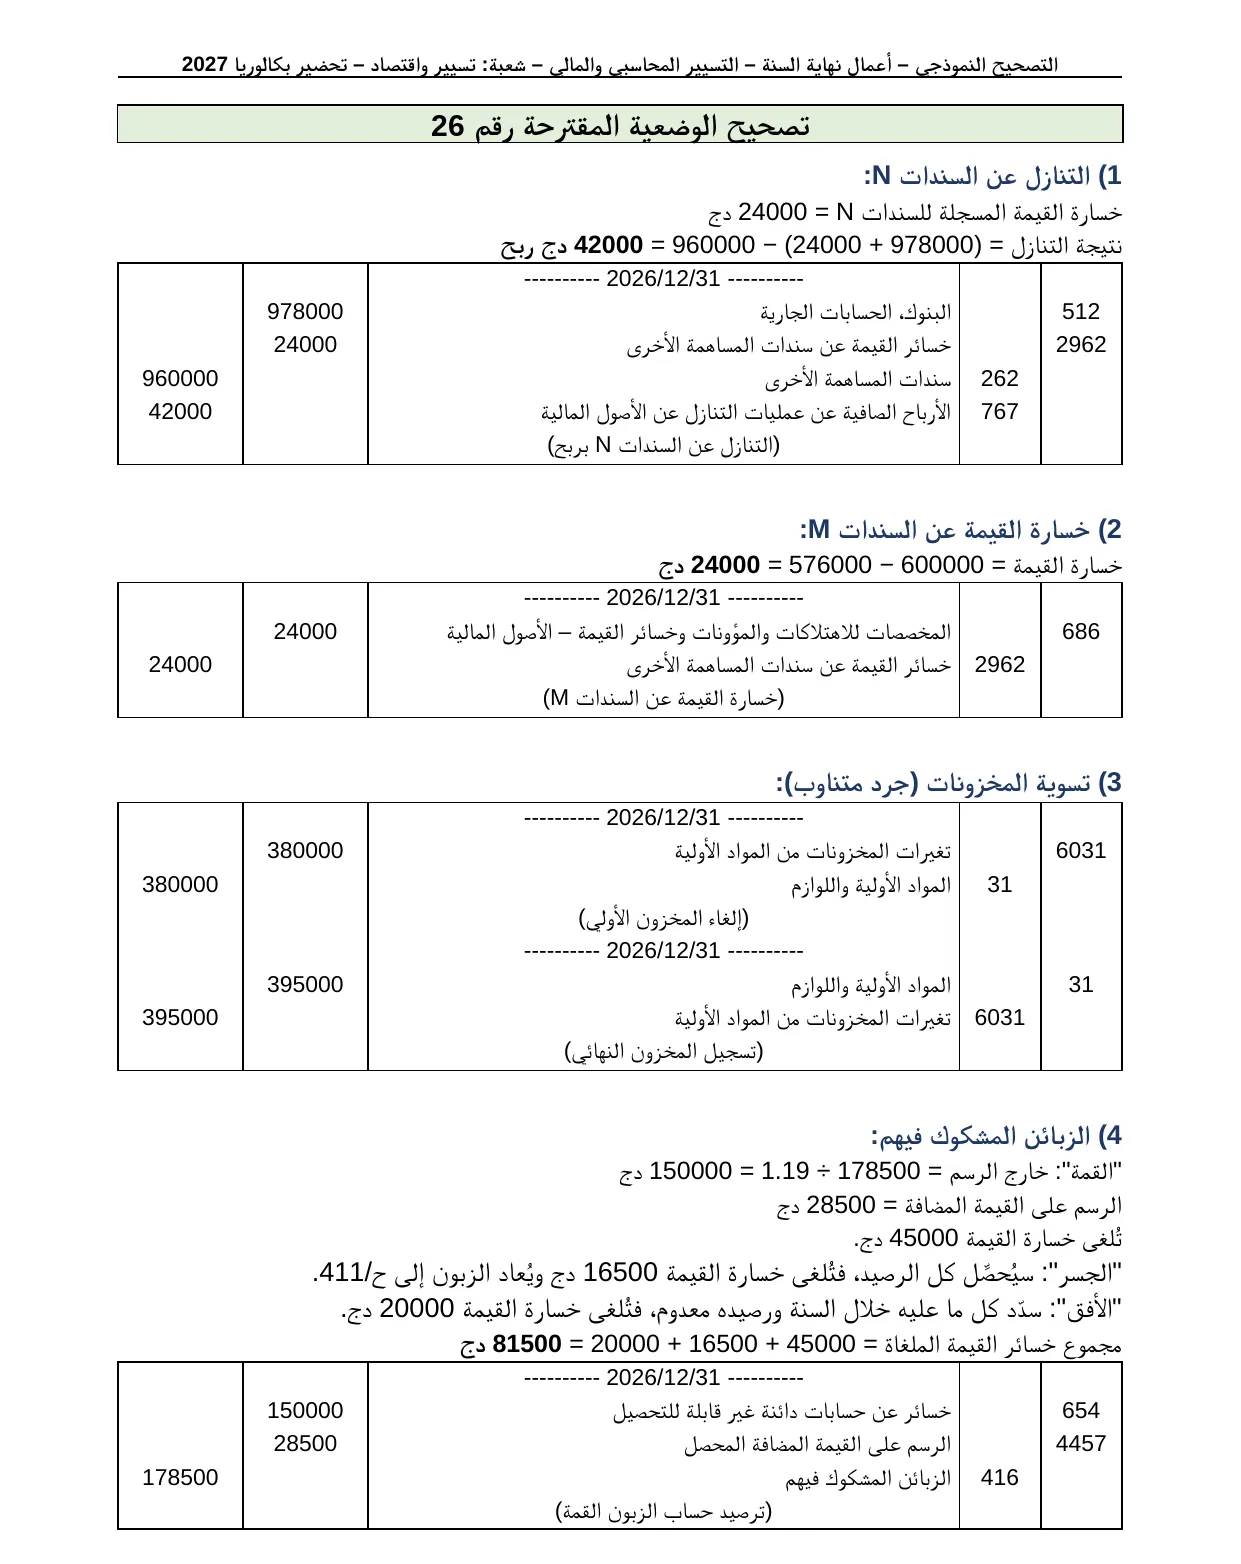 التصحيح النموذجي – أعمال نهاية السنة – التسيير المحاسبي والمالي – شعبة: تسيير واقتصاد – تحضير بكالوريا 2027
تصحيح الوضعية المقترحة رقم 26
1) التنازل عن السندات N:
خسارة القيمة المسجلة للسندات N = 24000 دج
نتيجة التنازل = (978000 + 24000) − 960000 = 42000 دج ربح
---------- 2026/12/31 ----------
512 البنوك، الحسابات الجارية 978000
2962 خسائر القيمة عن سندات المساهمة الأخرى 24000
262 سندات المساهمة الأخرى 960000
767 الأرباح الصافية عن عمليات التنازل عن الأصول المالية 42000
(التنازل عن السندات N بربح)
2) خسارة القيمة عن السندات M:
خسارة القيمة = 600000 − 576000 = 24000 دج
---------- 2026/12/31 ----------
686 المخصصات للاهتلاكات والمؤونات وخسائر القيمة – الأصول المالية 24000
2962 خسائر القيمة عن سندات المساهمة الأخرى 24000
(خسارة القيمة عن السندات M)
3) تسوية المخزونات (جرد متناوب):
---------- 2026/12/31 ----------
6031 تغيرات المخزونات من المواد الأولية 380000
31 المواد الأولية واللوازم 380000
(إلغاء المخزون الأولي)
---------- 2026/12/31 ----------
31 المواد الأولية واللوازم 395000
6031 تغيرات المخزونات من المواد الأولية 395000
(تسجيل المخزون النهائي)
4) الزبائن المشكوك فيهم:
"القمة": خارج الرسم = 178500 ÷ 1.19 = 150000 دج
الرسم على القيمة المضافة = 28500 دج
تُلغى خسارة القيمة 45000 دج.
"الجسر": سيُحصَّل كل الرصيد، فتُلغى خسارة القيمة 16500 دج ويُعاد الزبون إلى ح/411.
"الأفق": سدّد كل ما عليه خلال السنة ورصيده معدوم، فتُلغى خسارة القيمة 20000 دج.
مجموع خسائر القيمة الملغاة = 45000 + 16500 + 20000 = 81500 دج
---------- 2026/12/31 ----------
654 خسائر عن حسابات دائنة غير قابلة للتحصيل 150000
4457 الرسم على القيمة المضافة المحصل 28500
416 الزبائن المشكوك فيهم 178500
(ترصيد حساب الزبون القمة)